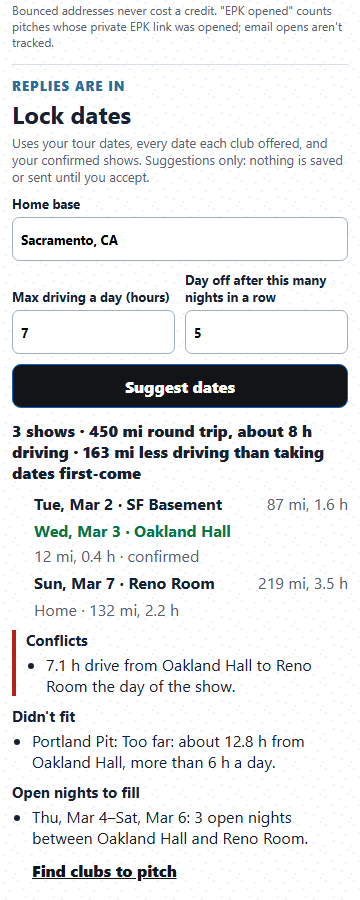 Bounced addresses never cost a credit. "EPK opened" counts
pitches whose private EPK link was opened; email opens aren't
tracked.
REPLIES ARE IN
Lock dates
Uses your tour dates, every date each club offered, and
your confirmed shows. Suggestions only: nothing is saved
or sent until you accept.
Home base
Sacramento, CA
Max driving a day (hours)
Day off after this many
nights in a row
7
5
Suggest dates
3 shows · 450 mi round trip, about 8 h
driving · 163 mi less driving than taking
dates first-come
Tue, Mar 2 · SF Basement 87 mi, 1.6 h
Wed, Mar 3 · Oakland Hall
12 mi, 0.4 h · confirmed
Sun, Mar 7 · Reno Room 219 mi, 3.5 h
Home · 132 mi, 2.2 h
Conflicts
• 7.1 h drive from Oakland Hall to Reno
Room the day of the show.
Didn't fit
• Portland Pit: Too far: about 12.8 h from
Oakland Hall, more than 6 h a day.
Open nights to fill
• Thu, Mar 4–Sat, Mar 6: 3 open nights
between Oakland Hall and Reno Room.
Find clubs to pitch